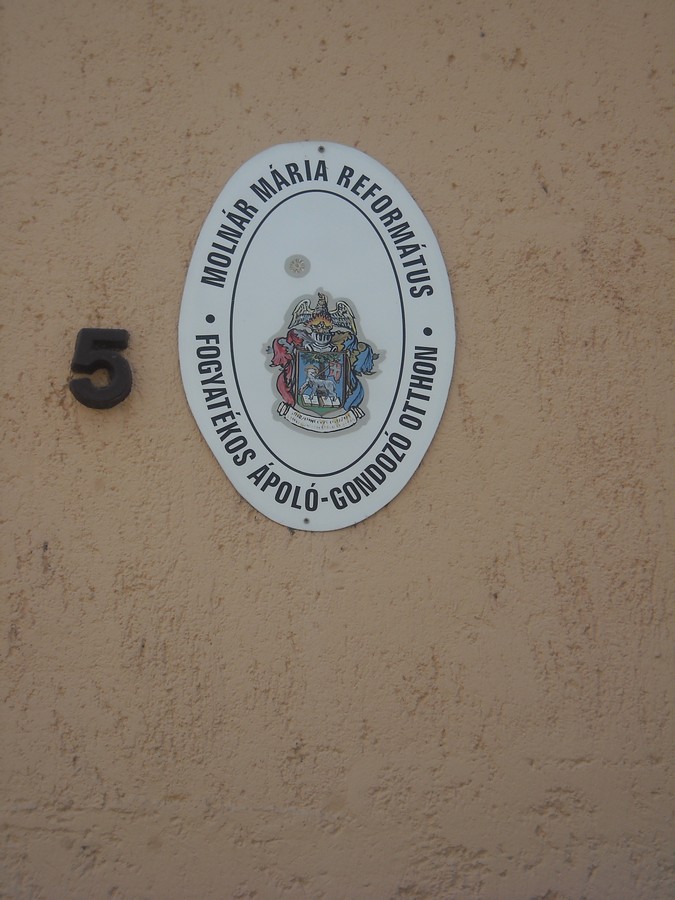 5
MOLNÁR MÁRIA REFORMÁTUS
• FOGYATÉKOS ÁPOLÓ-GONDOZÓ OTTHON •